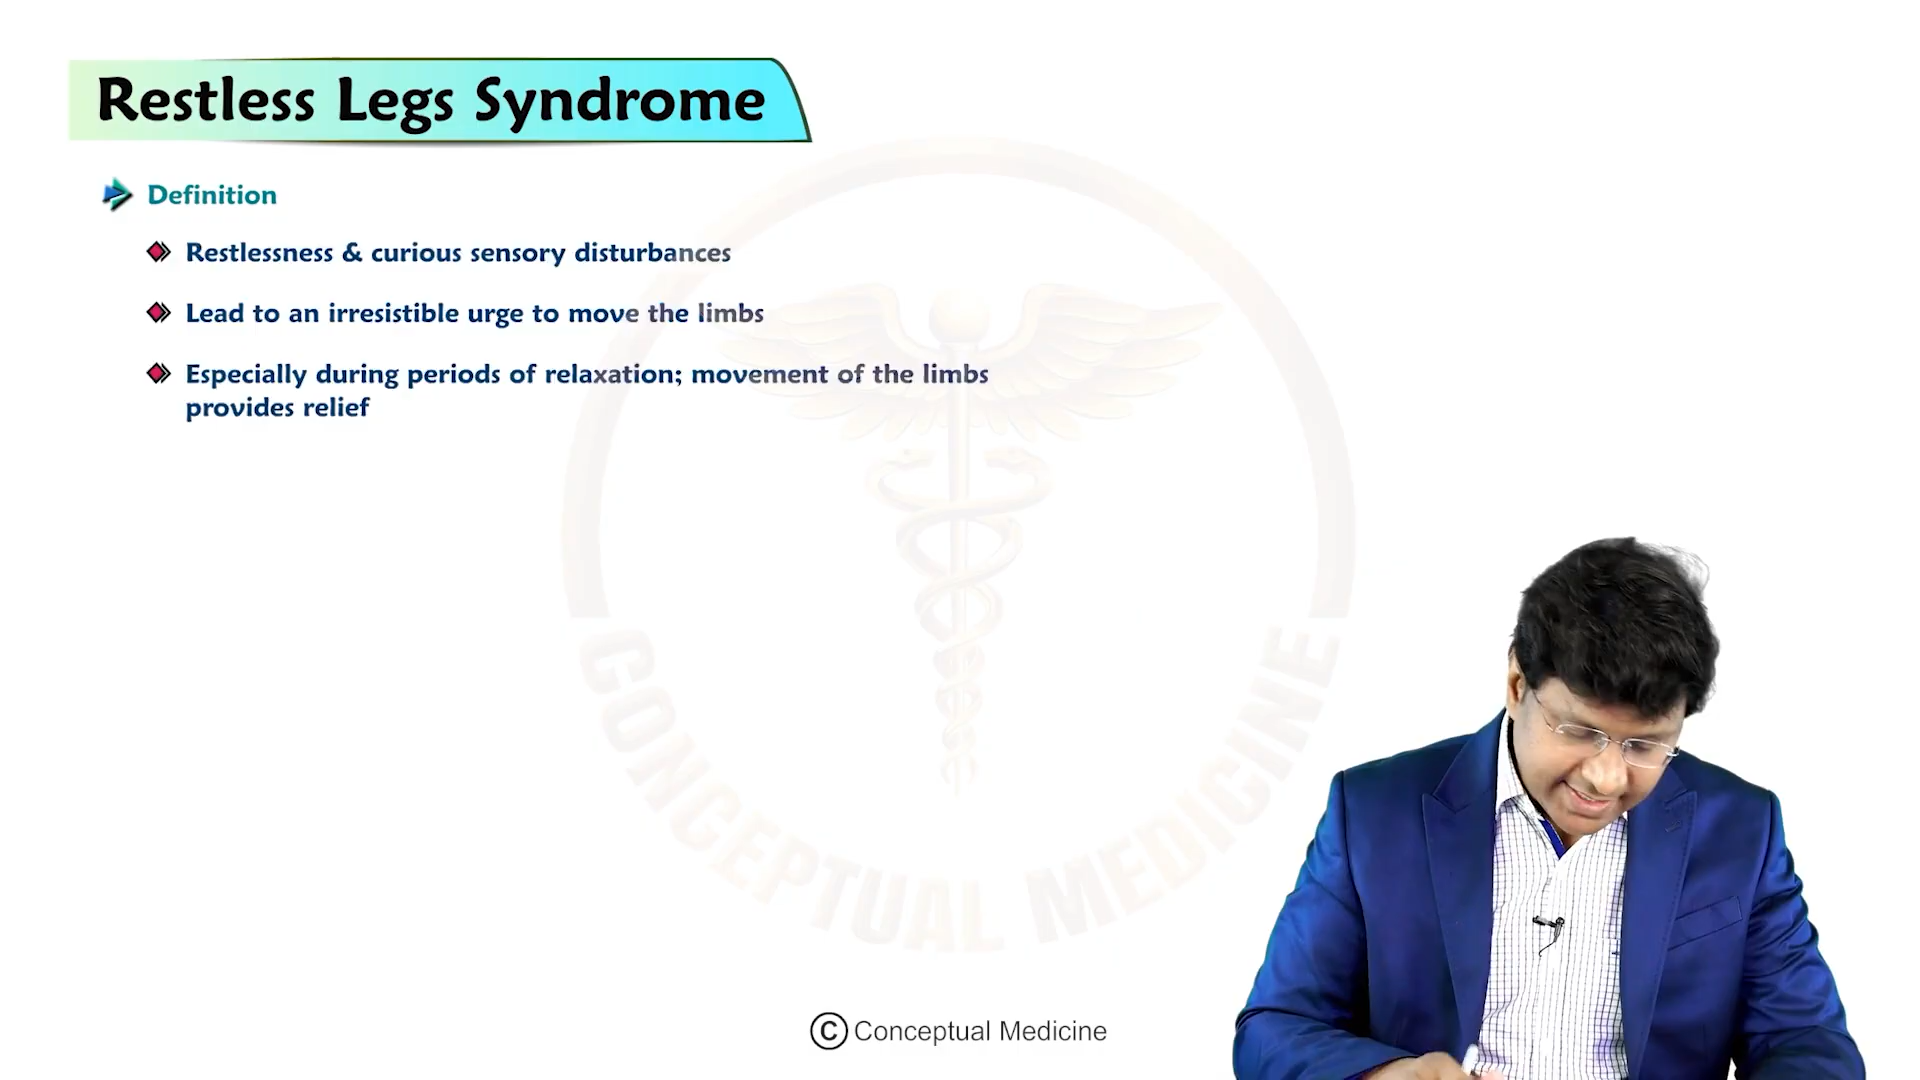 Restless Legs Syndrome
Definition
Restlessness & curious sensory disturbances
Lead to an irresistible urge to move the limbs
Especially during periods of relaxation; movement of the limbs
provides relief
CONCEPTUAL MEDICINE
© Conceptual Medicine